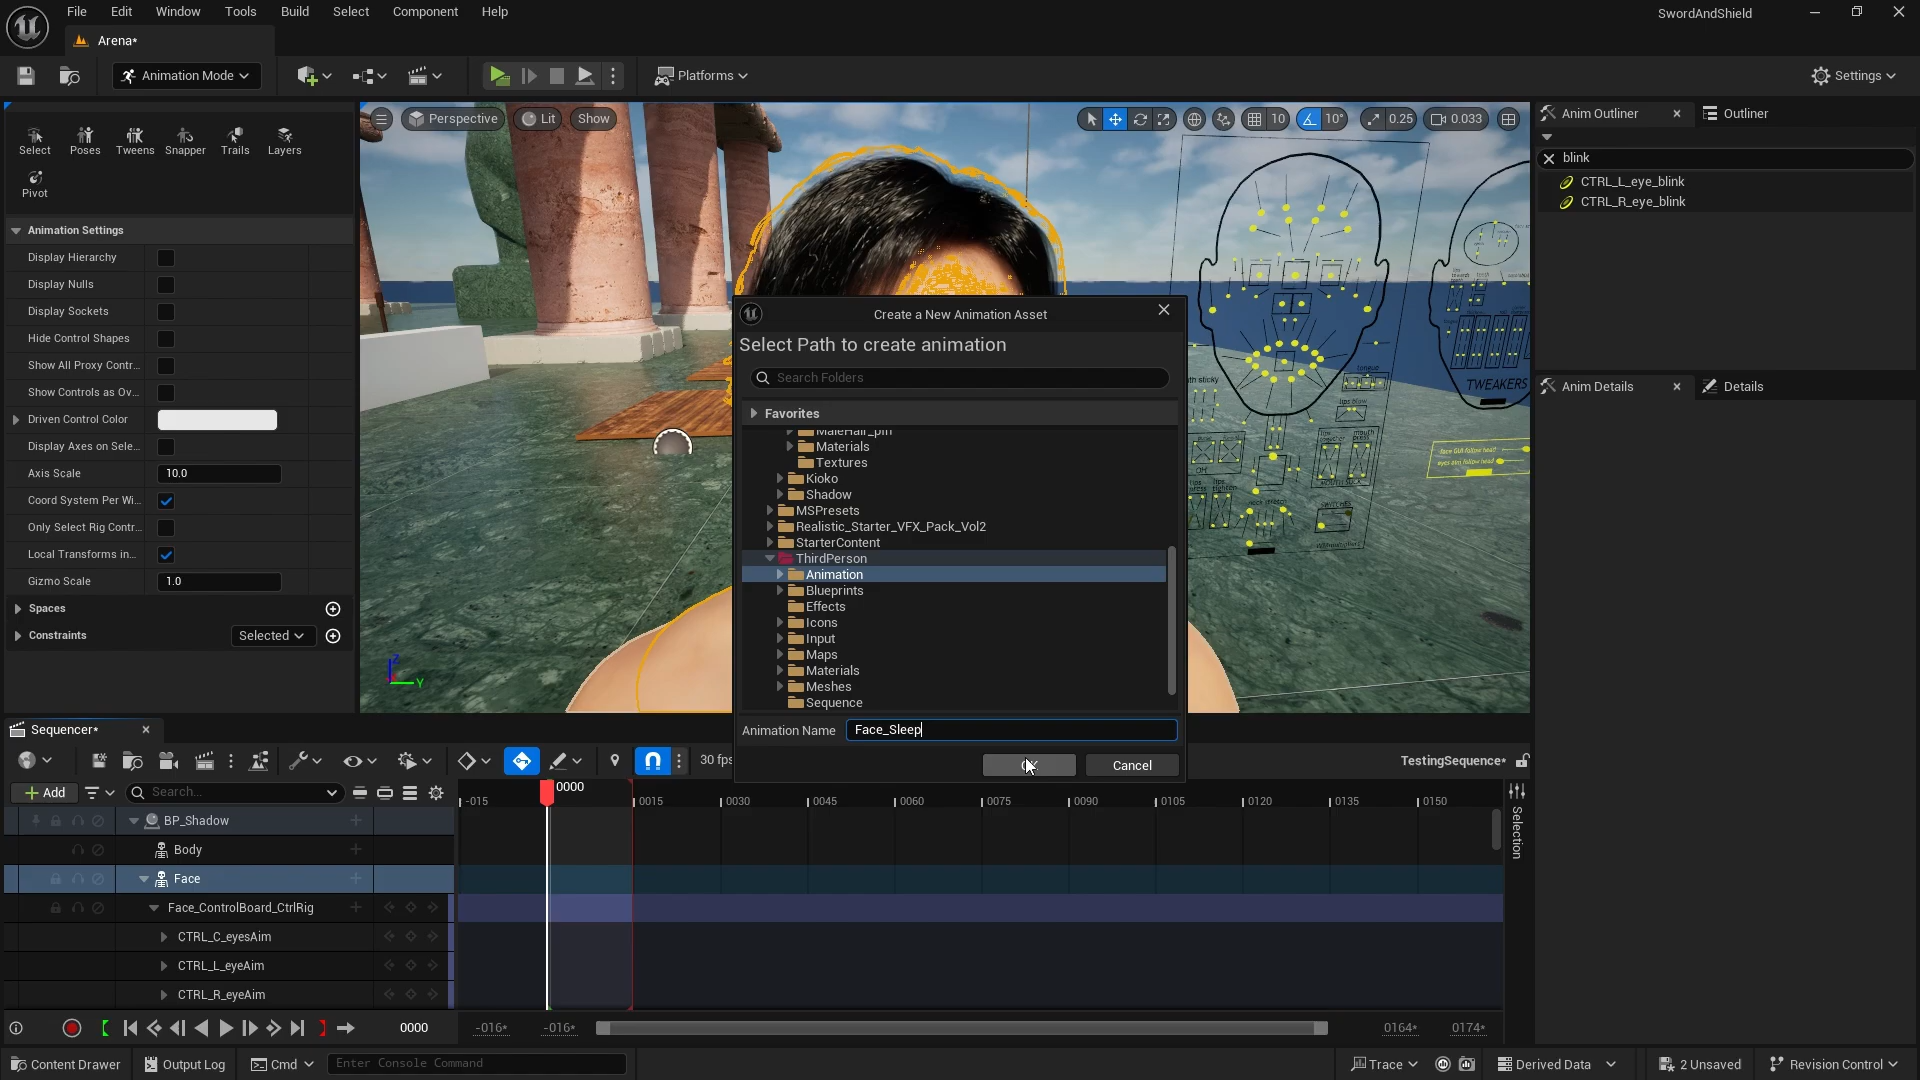 File Edit Window Tools Build Select Component Help
SwordAndShield
Arena*
Animation Mode
Platforms
Settings
Select Poses Tweens Snapper Trails Layers
Pivot
Animation Settings
Display Hierarchy
Display Nulls
Display Sockets
Hide Control Shapes
Show All Proxy Contr...
Show Controls as Ov...
Driven Control Color
Display Axes on Sele...
Axis Scale 10.0
Coord System Per Wi...
Only Select Rig Contr...
Local Transforms in...
Gizmo Scale 1.0
Spaces
Constraints Selected
Perspective Lit Show
10 10° 0.25 0.033
TWEAKERS
tongue
Create a New Animation Asset
Select Path to create animation
Search Folders
Favorites
Materials
Textures
Kioko
Shadow
MSPresets
Realistic_Starter_VFX_Pack_Vol2
StarterContent
ThirdPerson
Animation
Blueprints
Effects
Icons
Input
Maps
Materials
Meshes
Sequence
Animation Name Face_Sleep
Cancel
Anim Outliner Outliner
blink
CTRL_L_eye_blink
CTRL_R_eye_blink
Anim Details Details
Sequencer*
30 fps
TestingSequence*
Add Search...
0000
-015 0015 0030 0045 0060 0075 0090 0105 0120 0135 0150
Selection
BP_Shadow
Body
Face
Face_ControlBoard_CtrlRig
CTRL_C_eyesAim
CTRL_L_eyeAim
CTRL_R_eyeAim
0000 -016* -016* 0164* 0174*
Content Drawer Output Log Cmd Enter Console Command
Trace Derived Data 2 Unsaved Revision Control